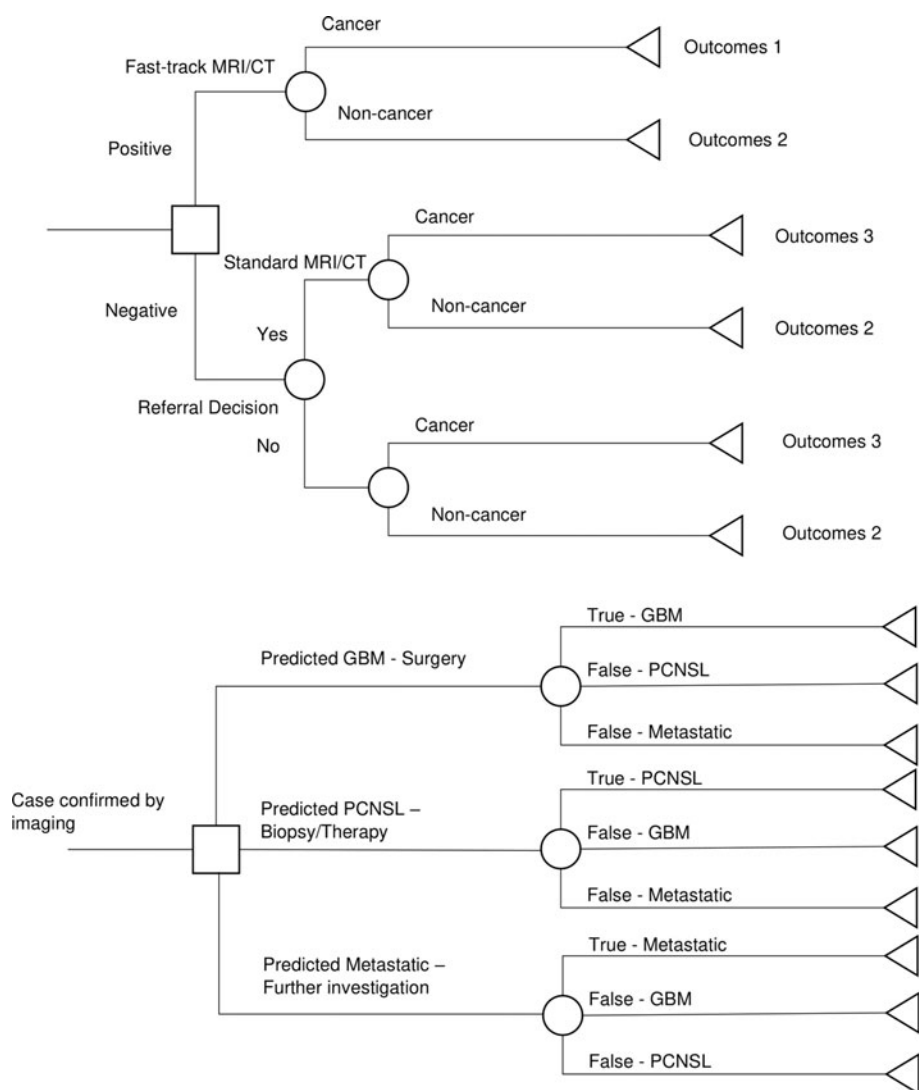 Cancer
Outcomes 1
Fast-track MRI/CT
Non-cancer
Outcomes 2
Positive
Cancer
Outcomes 3
Standard MRI/CT
Non-cancer
Outcomes 2
Negative
Yes
Referral Decision
No
Cancer
Outcomes 3
Non-cancer
Outcomes 2
True - GBM
Predicted GBM - Surgery
False - PCNSL
False - Metastatic
True - PCNSL
Case confirmed by
imaging
Predicted PCNSL –
Biopsy/Therapy
False - GBM
False - Metastatic
True - Metastatic
Predicted Metastatic –
Further investigation
False - GBM
False - PCNSL